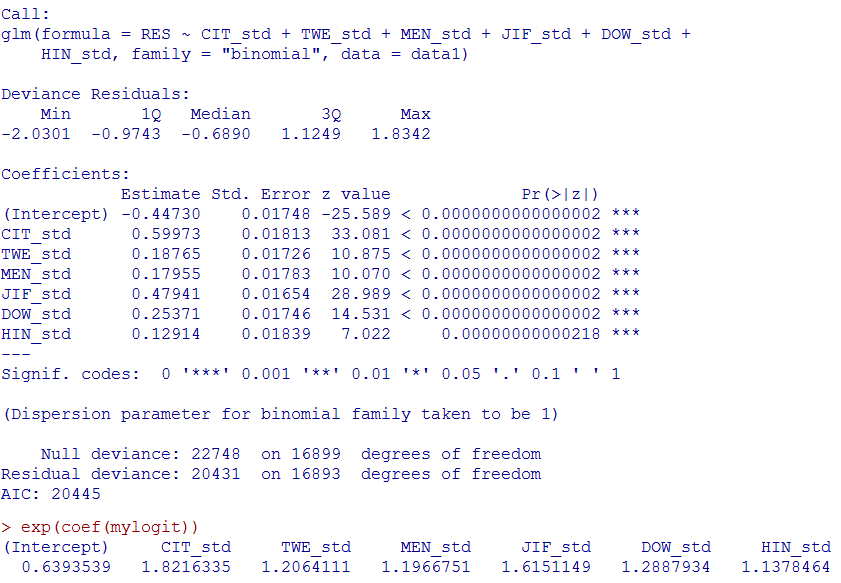 Call:
glm(formula = RES ~ CIT_std + TWE_std + MEN_std + JIF_std + DOW_std +
    HIN_std, family = "binomial", data = data1)
Deviance Residuals:
    Min       1Q   Median       3Q      Max
-2.0301  -0.9743  -0.6890   1.1249   1.8342
Coefficients:
            Estimate Std. Error z value             Pr(>|z|)
(Intercept) -0.44730    0.01748 -25.589 < 0.0000000000000002 ***
CIT_std      0.59973    0.01813  33.081 < 0.0000000000000002 ***
TWE_std      0.18765    0.01726  10.875 < 0.0000000000000002 ***
MEN_std      0.17955    0.01783  10.070 < 0.0000000000000002 ***
JIF_std      0.47941    0.01654  28.989 < 0.0000000000000002 ***
DOW_std      0.25371    0.01746  14.531 < 0.0000000000000002 ***
HIN_std      0.12914    0.01839   7.022     0.00000000000218 ***
---
Signif. codes:  0 '***' 0.001 '**' 0.01 '*' 0.05 '.' 0.1 ' ' 1
(Dispersion parameter for binomial family taken to be 1)
    Null deviance: 22748  on 16899  degrees of freedom
Residual deviance: 20431  on 16893  degrees of freedom
AIC: 20445
> exp(coef(mylogit))
(Intercept)     CIT_std     TWE_std     MEN_std     JIF_std     DOW_std     HIN_std
  0.6393539   1.8216335   1.2064111   1.1966751   1.6151149   1.2887934   1.1378464